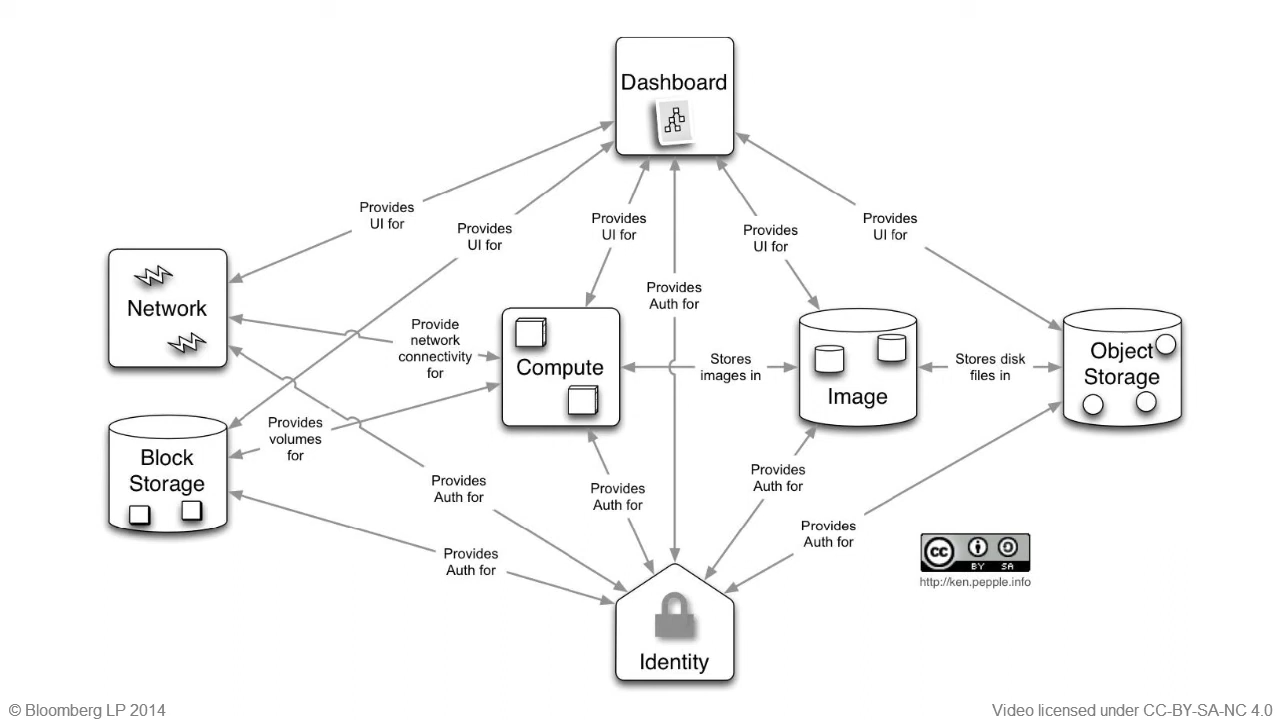 Dashboard
Provides
UI for
Provides
UI for
Provides
UI for
Provides
UI for
Provides
UI for
Provides
Auth for
Network
Provide
network
connectivity
for
Compute
Stores
images in
Image
Stores disk
files in
Object
Storage
Provides
volumes
for
Block
Storage
Provides
Auth for
Provides
Auth for
Provides
Auth for
Provides
Auth for
Provides
Auth for
cc
BY SA
http://ken.pepple.info
Identity
© Bloomberg LP 2014
Video licensed under CC-BY-SA-NC 4.0